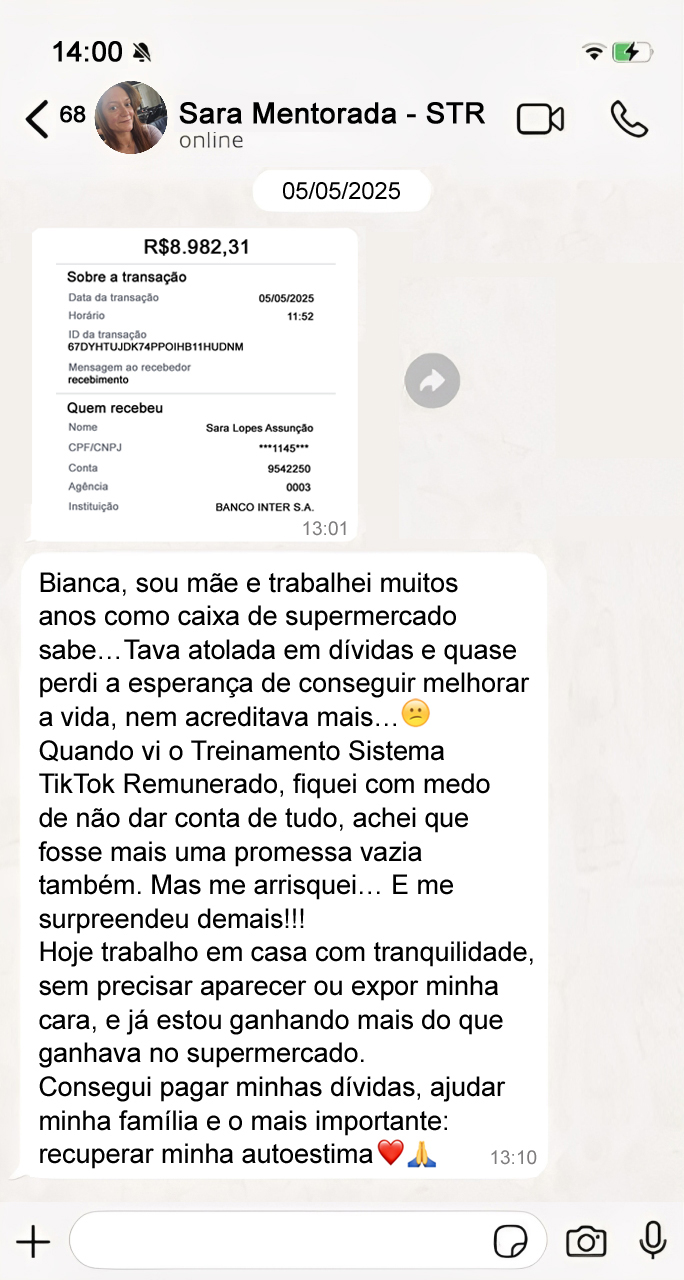 14:00
68
Sara Mentorada - STR
online
05/05/2025
R$8.982,31
Sobre a transação
Data da transação 05/05/2025
Horário 11:52
ID da transação
67DYHTUJDK74PPOIHB11HUDNM
Mensagem ao recebedor
recebimento
Quem recebeu
Nome Sara Lopes Assunção
CPF/CNPJ ***1145***
Conta 9542250
Agência 0003
Instituição BANCO INTER S.A.
13:01
Bianca, sou mãe e trabalhei muitos
anos como caixa de supermercado
sabe...Tava atolada em dívidas e quase
perdi a esperança de conseguir melhorar
a vida, nem acreditava mais...😕
Quando vi o Treinamento Sistema
TikTok Remunerado, fiquei com medo
de não dar conta de tudo, achei que
fosse mais uma promessa vazia
também. Mas me arrisquei... E me
surpreendeu demais!!!
Hoje trabalho em casa com tranquilidade,
sem precisar aparecer ou expor minha
cara, e já estou ganhando mais do que
ganhava no supermercado.
Consegui pagar minhas dívidas, ajudar
minha família e o mais importante:
recuperar minha autoestima❤️🙏
13:10